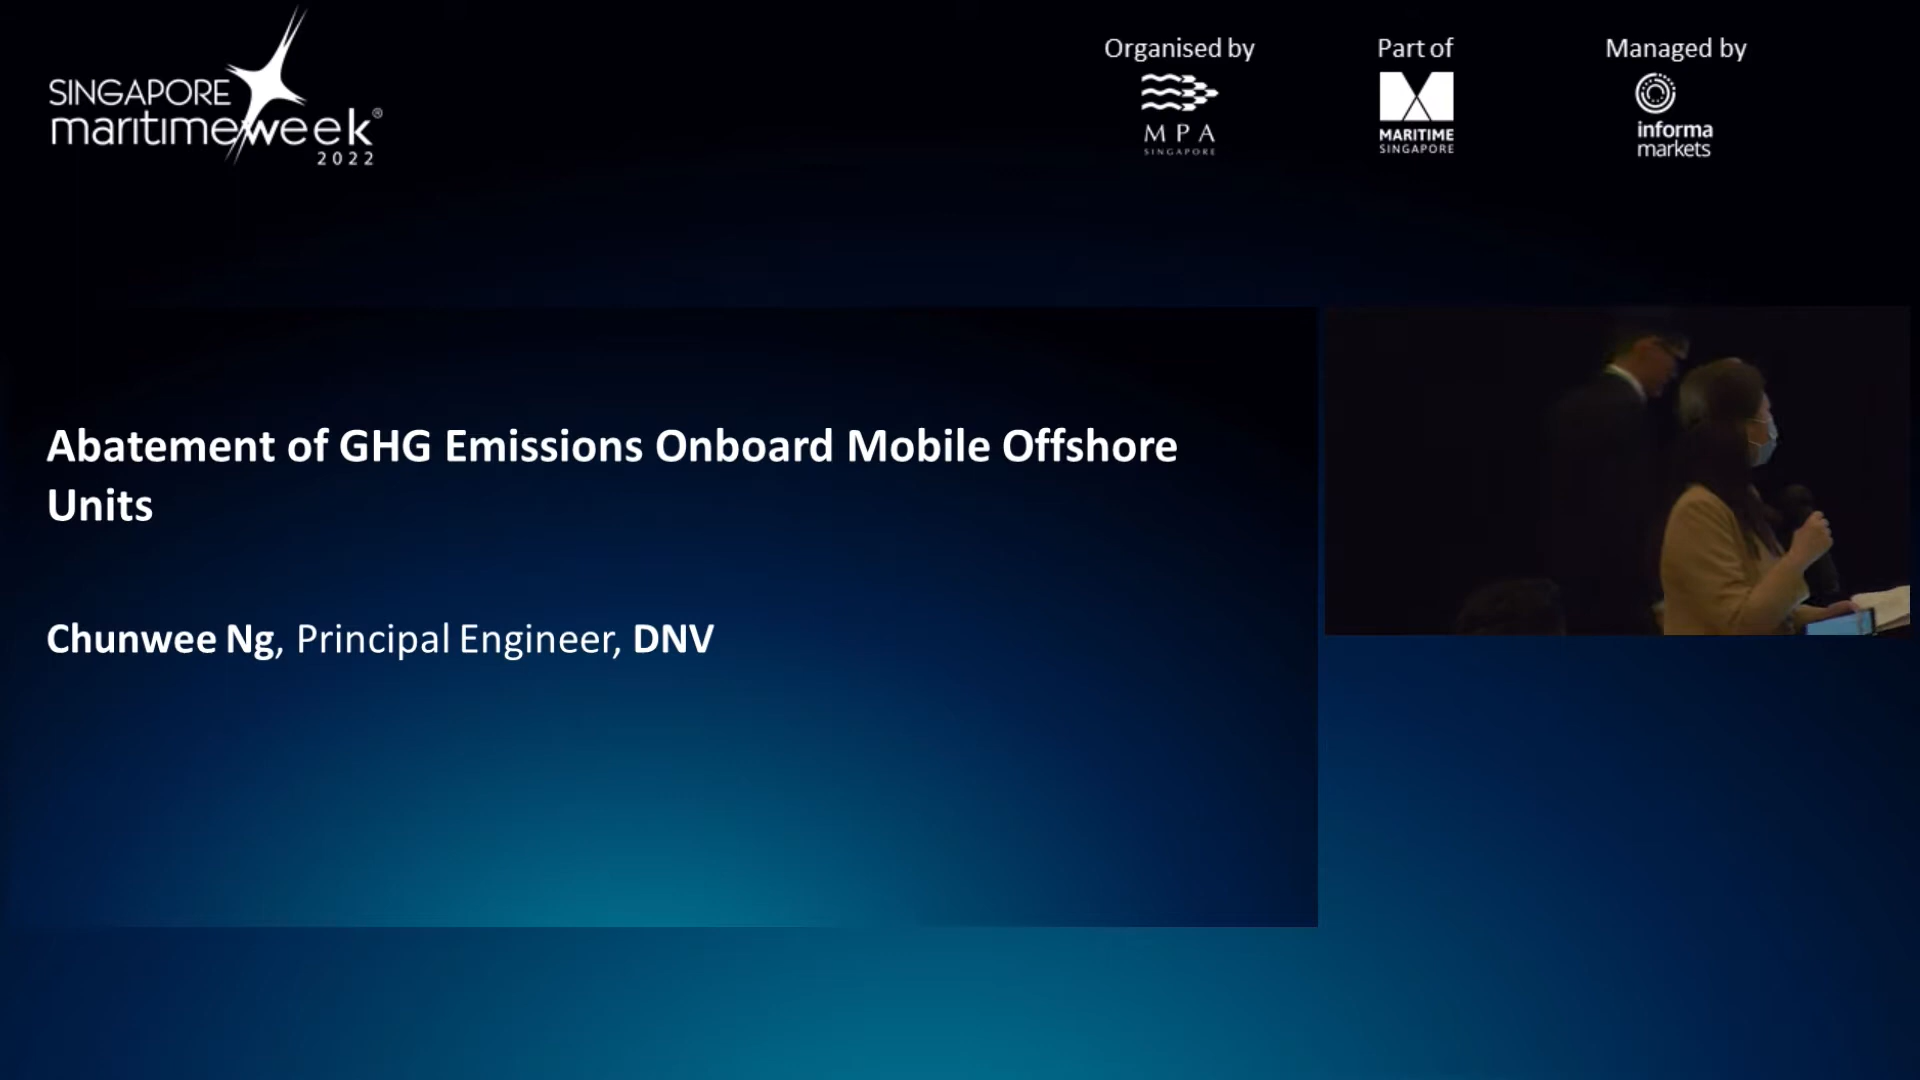 SINGAPORE
maritimeweek®
2022
Organised by
MPA
SINGAPORE
Part of
MARITIME
SINGAPORE
Managed by
informa
markets
Abatement of GHG Emissions Onboard Mobile Offshore
Units
Chunwee Ng, Principal Engineer, DNV